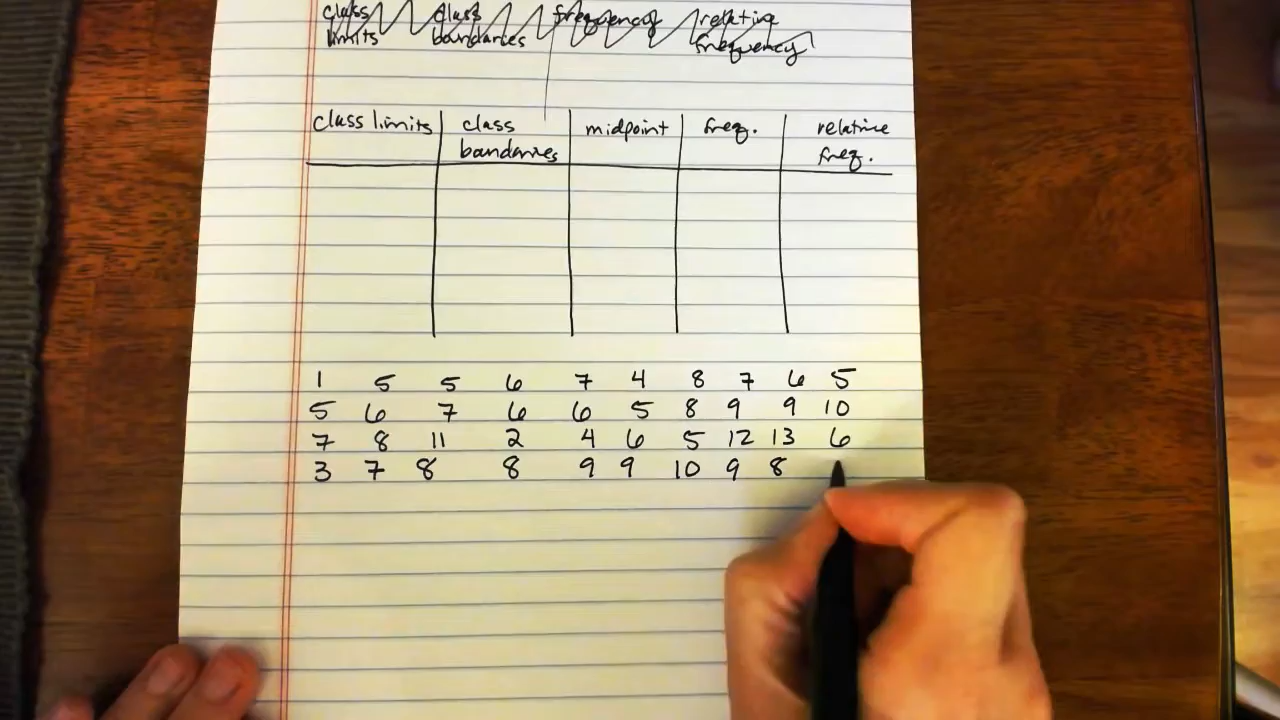 class class frequency relative
limits boundaries frequency
class limits class midpoint freq. relative
boundaries freq.
1 5 5 6 7 4 8 7 6 5
5 6 7 6 6 5 8 9 9 10
7 8 11 2 4 6 5 12 13 6
3 7 8 8 9 9 10 9 8